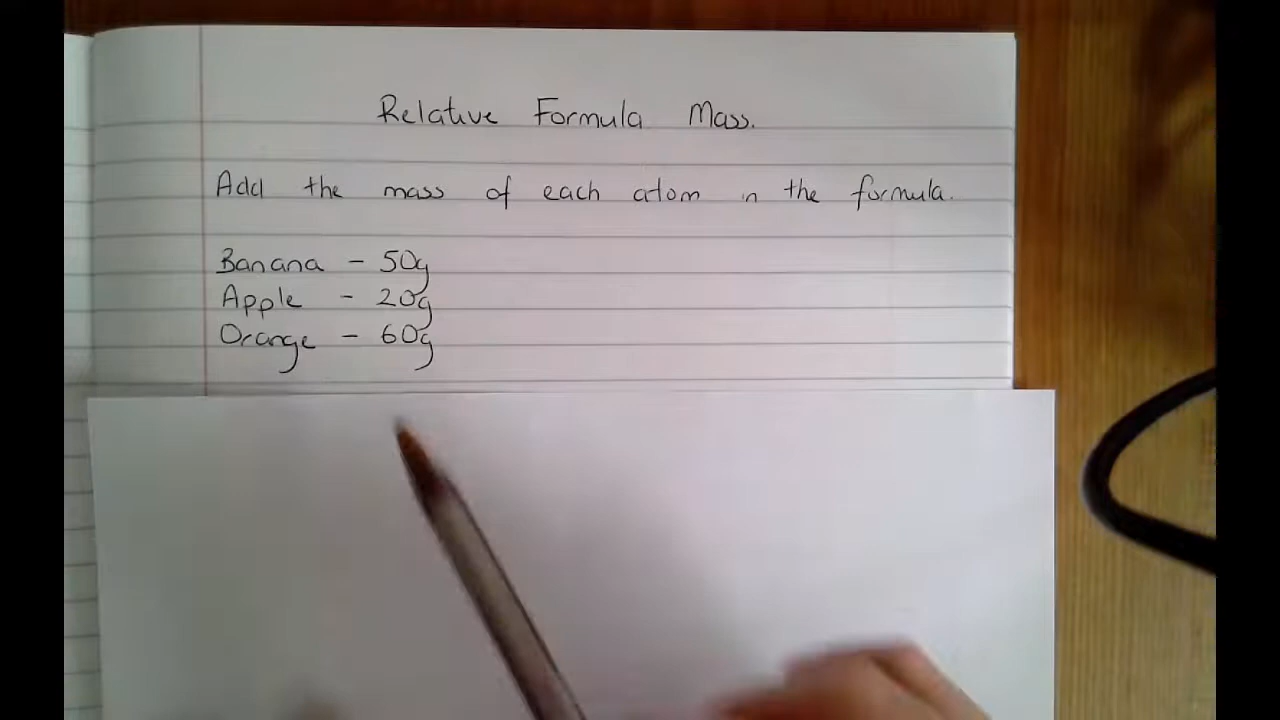 Relative Formula Mass.
Add the mass of each atom in the formula.
Banana - 50g
Apple - 20g
Orange - 60g